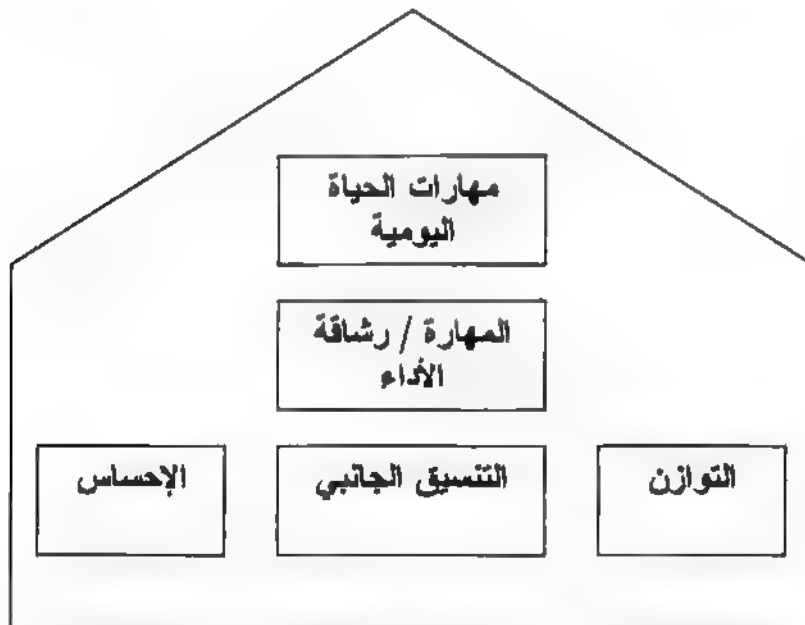 مهارات الحياة
اليومية
المهارة / رشاقة
الأداء
التوازن
التنسيق الجانبي
الإحساس